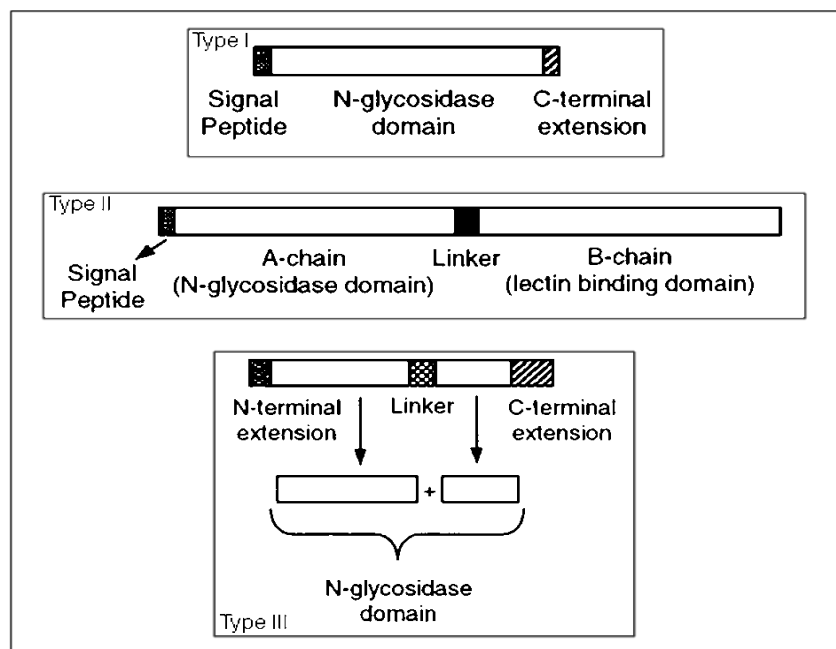 Type I
Signal Peptide
N-glycosidase domain
C-terminal extension
Type II
Signal Peptide
A-chain
(N-glycosidase domain)
Linker
B-chain
(lectin binding domain)
N-terminal extension
Linker
C-terminal extension
+
N-glycosidase
domain
Type III